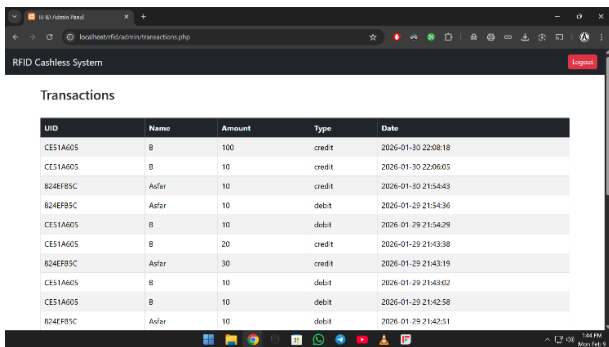 RFID Admin Panel
localhost/rfid/admin/transactions.php
RFID Cashless System
Logout
Transactions
UID Name Amount Type Date
CE51A605 B 100 credit 2026-01-30 22:08:18
CE51A605 B 10 credit 2026-01-30 22:06:05
824EFB5C Asfar 10 credit 2026-01-30 21:54:43
824EFB5C Asfar 10 debit 2026-01-29 21:54:36
CE51A605 B 10 debit 2026-01-29 21:54:29
CE51A605 B 20 credit 2026-01-29 21:43:38
824EFB5C Asfar 30 credit 2026-01-29 21:43:19
CE51A605 B 10 debit 2026-01-29 21:43:02
CE51A605 B 10 debit 2026-01-29 21:42:58
824EFB5C Asfar 10 debit 2026-01-29 21:42:51
1:44 PM
Mon Feb 9